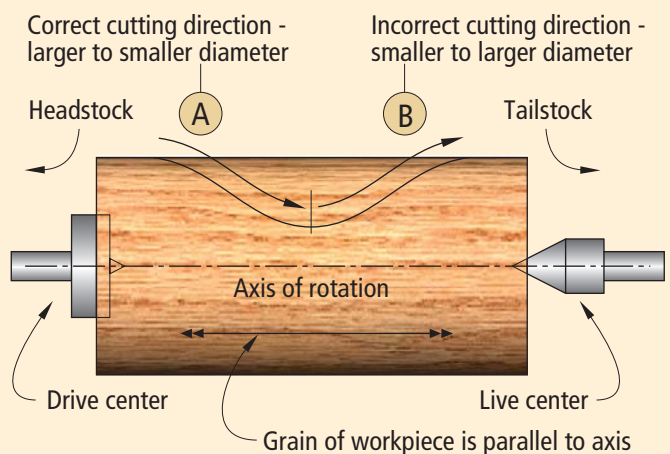 Correct cutting direction -
larger to smaller diameter
Incorrect cutting direction -
smaller to larger diameter
A
B
Headstock
Tailstock
Axis of rotation
Drive center
Live center
Grain of workpiece is parallel to axis